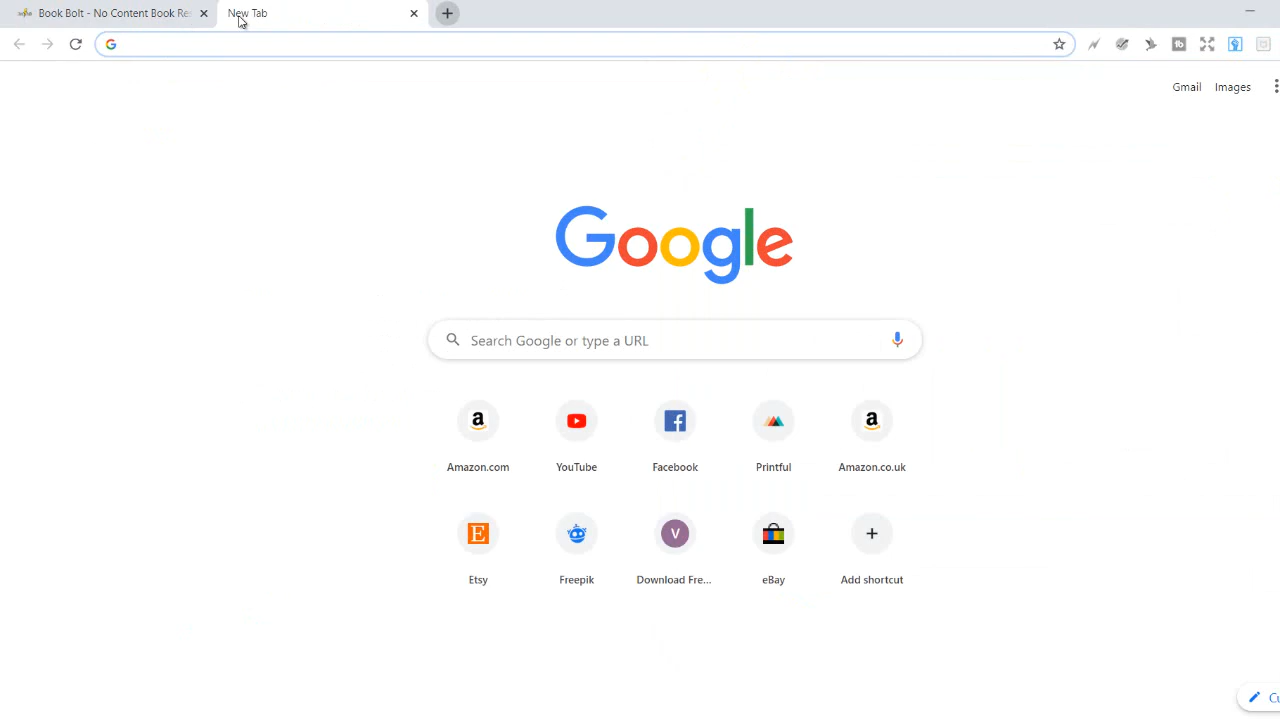 Book Bolt - No Content Book Re
New Tab
Gmail Images
Google
Search Google or type a URL
Amazon.com YouTube Facebook Printful Amazon.co.uk
V
Etsy Freepik Download Fre... eBay Add shortcut
Cu